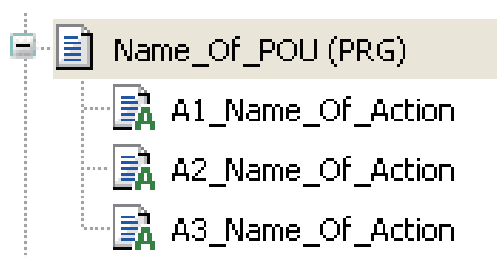 Name_Of_POU (PRG)
A1_Name_Of_Action
A2_Name_Of_Action
A3_Name_Of_Action